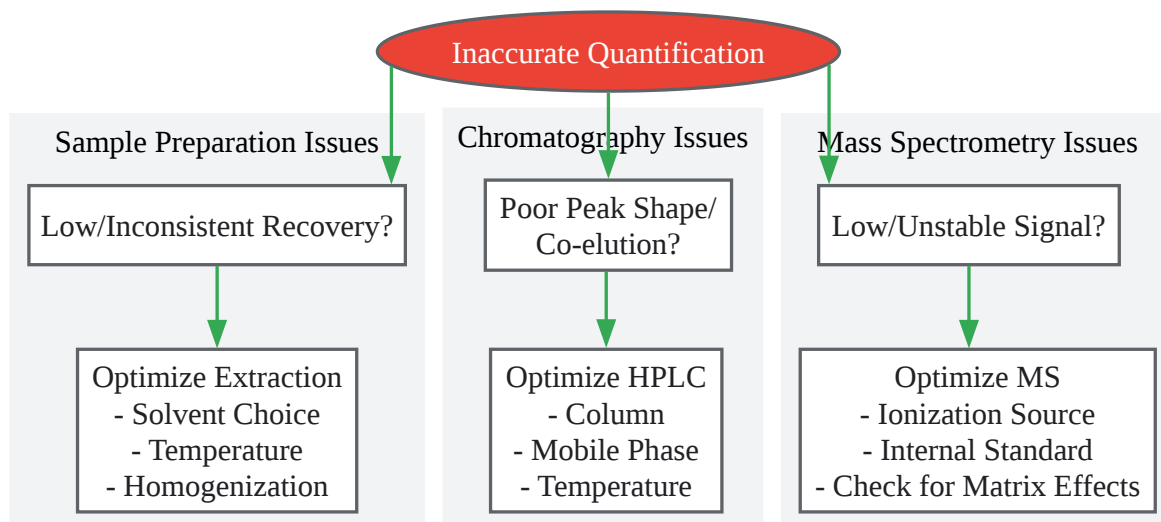 Inaccurate Quantification
Sample Preparation Issues
Low/Inconsistent Recovery?
Optimize Extraction
- Solvent Choice
- Temperature
- Homogenization
Chromatography Issues
Poor Peak Shape/
Co-elution?
Optimize HPLC
- Column
- Mobile Phase
- Temperature
Mass Spectrometry Issues
Low/Unstable Signal?
Optimize MS
- Ionization Source
- Internal Standard
- Check for Matrix Effects